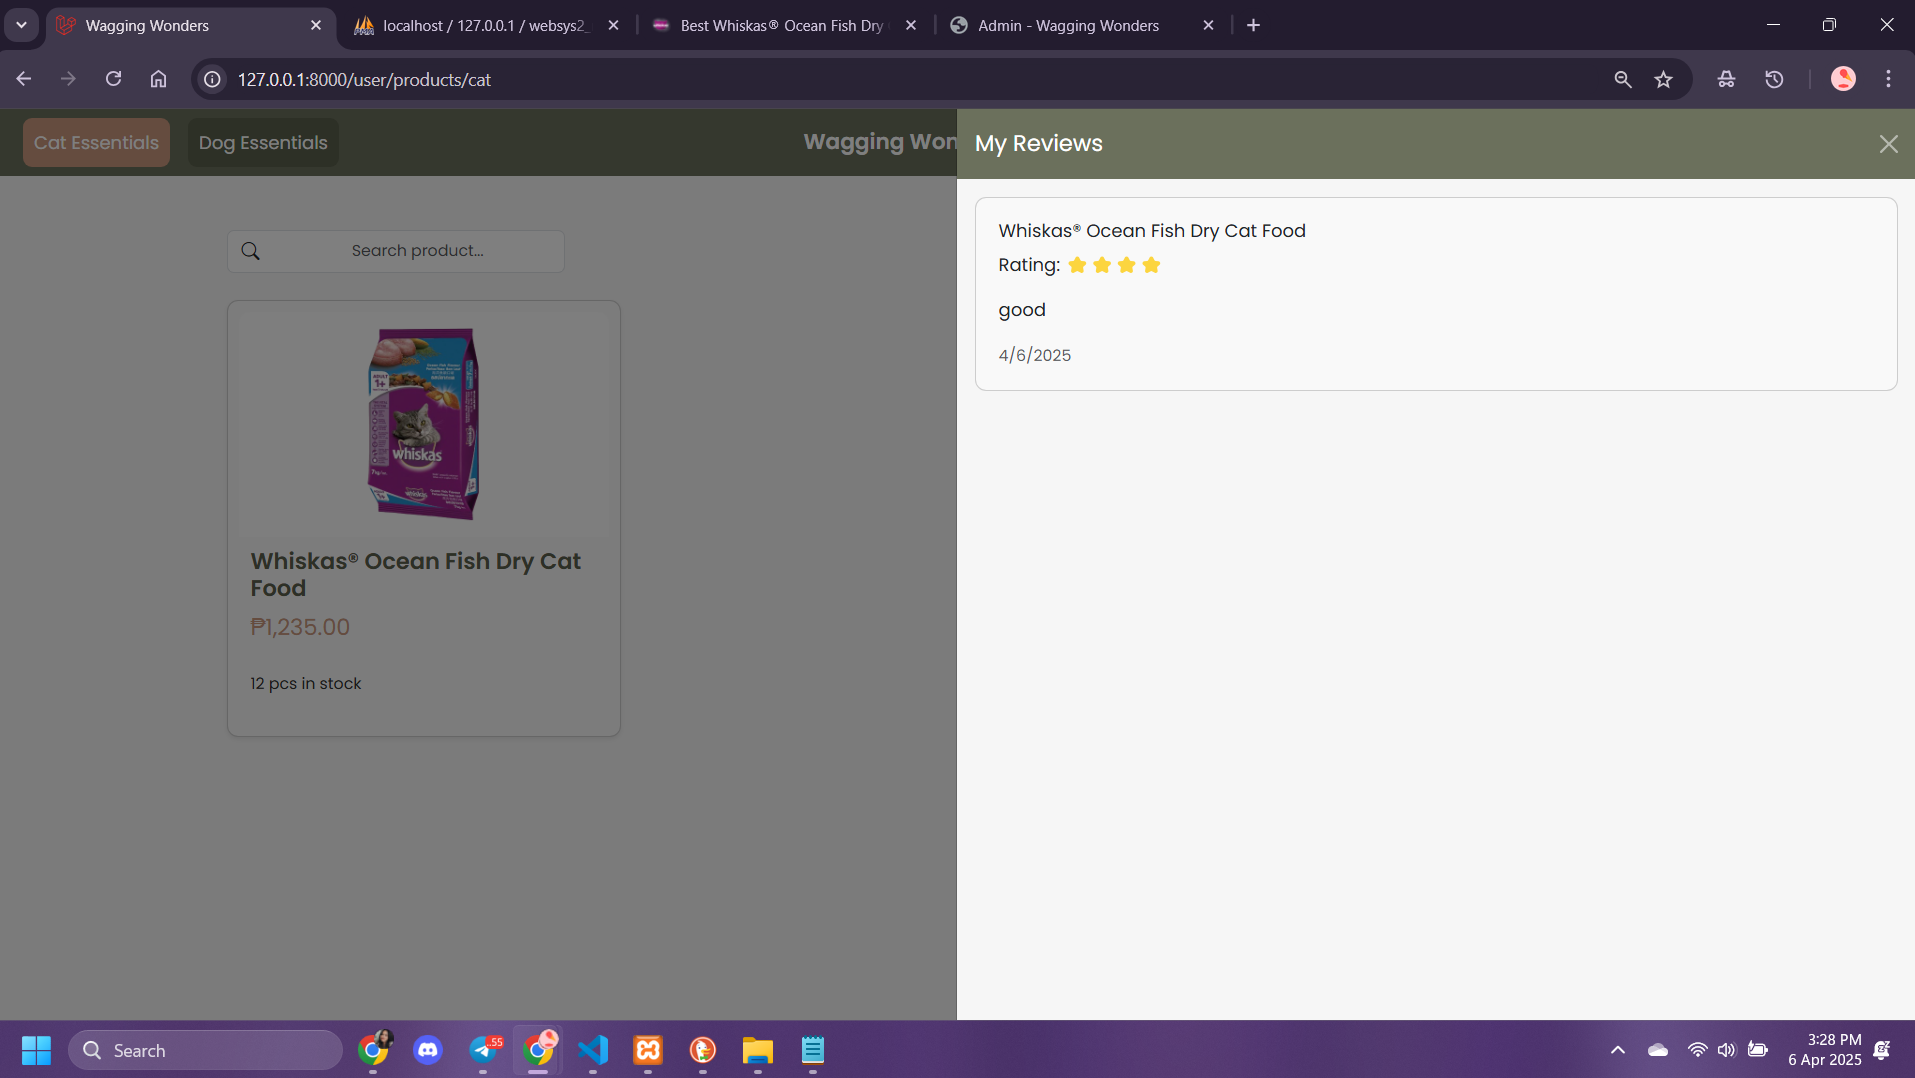 Wagging Wonders
localhost / 127.0.0.1 / websys2_
Best Whiskas® Ocean Fish Dry
Admin - Wagging Wonders
127.0.0.1:8000/user/products/cat
Cat Essentials
Dog Essentials
Wagging Won
My Reviews
Search product...
Whiskas® Ocean Fish Dry Cat Food
Rating:
good
4/6/2025
ADULT
1+
whiskas
Whiskas® Ocean Fish Dry Cat
Food
₱1,235.00
12 pcs in stock
Search
55
3:28 PM
6 Apr 2025